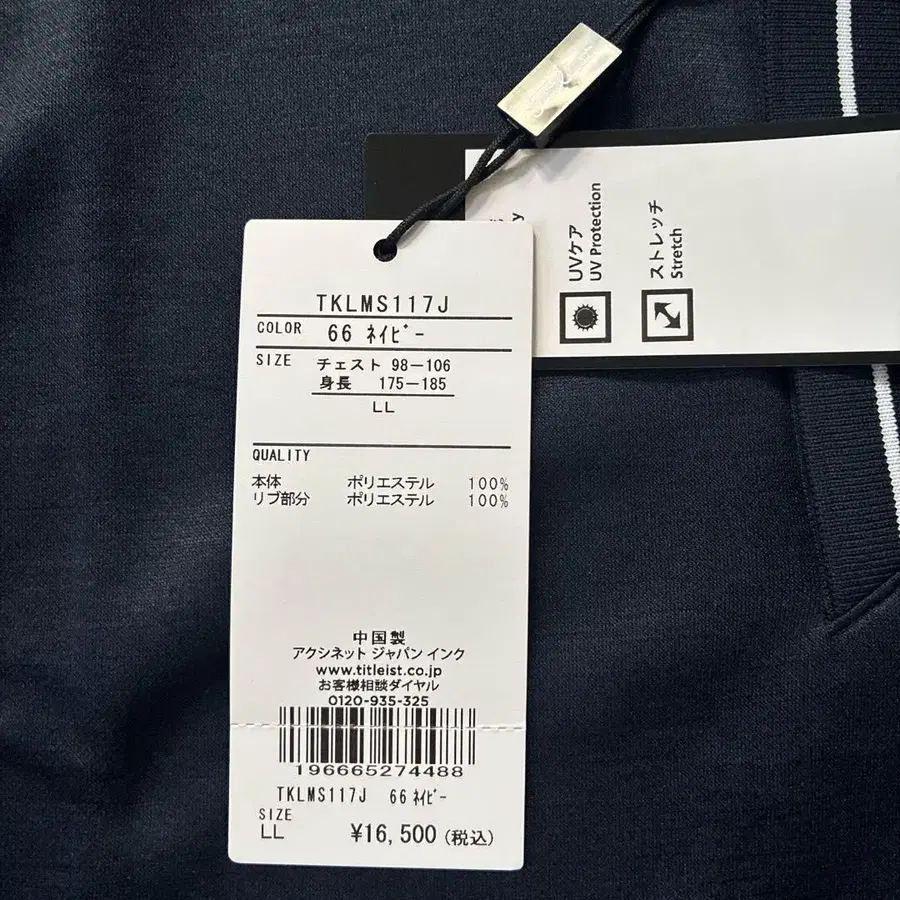 UVケア
UV Protection
ストレッチ
Stretch
TKLMS117J
COLOR 66 ネイビー
SIZE チェスト 98－106
身長 175－185
LL
QUALITY
本体 ポリエステル 100%
リブ部分 ポリエステル 100%
中国製
アクシネット ジャパン インク
www.titleist.co.jp
お客様相談ダイヤル
0120-935-325
196665274488
TKLMS117J 66 ネイビー
SIZE
LL ¥16,500 (税込)